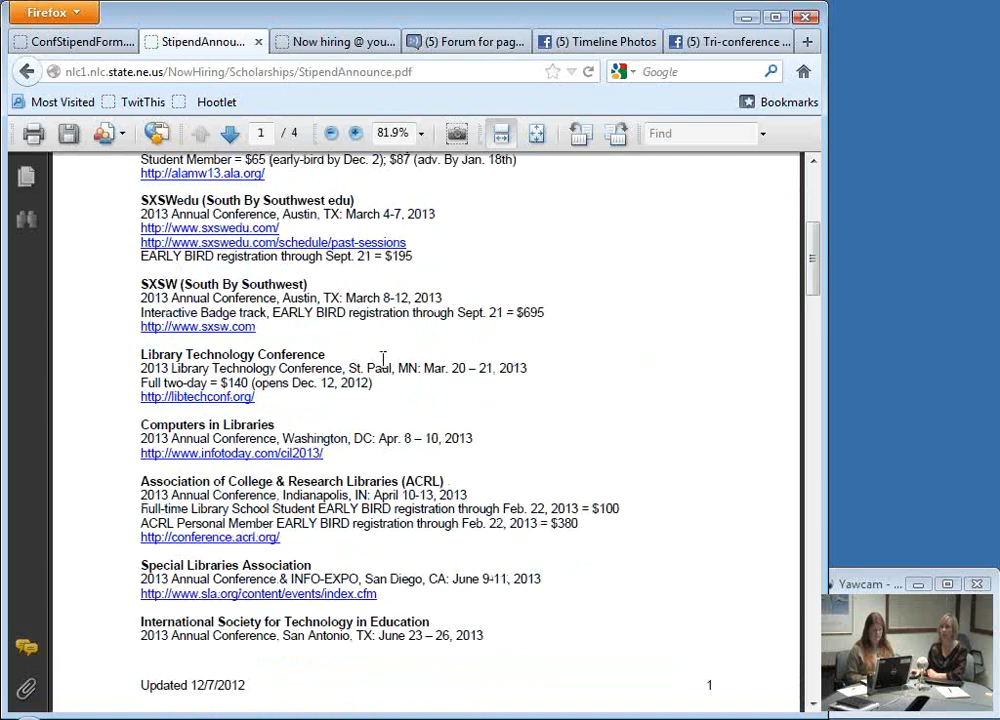 Firefox
ConfStipendForm....
StipendAnnou...
Now hiring @ you...
(5) Forum for pag...
(5) Timeline Photos
(5) Tri-conference ...
nlc1.nlc.state.ne.us/NowHiring/Scholarships/StipendAnnounce.pdf
Google
Most Visited
TwitThis
Hootlet
Bookmarks
1 / 4
81.9%
Find
Student Member = $65 (early-bird by Dec. 2); $87 (adv. By Jan. 18th)
http://alamw13.ala.org/
SXSWedu (South By Southwest edu)
2013 Annual Conference, Austin, TX: March 4-7, 2013
http://www.sxswedu.com/
http://www.sxswedu.com/schedule/past-sessions
EARLY BIRD registration through Sept. 21 = $195
SXSW (South By Southwest)
2013 Annual Conference, Austin, TX: March 8-12, 2013
Interactive Badge track, EARLY BIRD registration through Sept. 21 = $695
http://www.sxsw.com
Library Technology Conference
2013 Library Technology Conference, St. Paul, MN: Mar. 20 – 21, 2013
Full two-day = $140 (opens Dec. 12, 2012)
http://libtechconf.org/
Computers in Libraries
2013 Annual Conference, Washington, DC: Apr. 8 – 10, 2013
http://www.infotoday.com/cil2013/
Association of College & Research Libraries (ACRL)
2013 Annual Conference, Indianapolis, IN: April 10-13, 2013
Full-time Library School Student EARLY BIRD registration through Feb. 22, 2013 = $100
ACRL Personal Member EARLY BIRD registration through Feb. 22, 2013 = $380
http://conference.acrl.org/
Special Libraries Association
2013 Annual Conference & INFO-EXPO, San Diego, CA: June 9-11, 2013
http://www.sla.org/content/events/index.cfm
International Society for Technology in Education
2013 Annual Conference, San Antonio, TX: June 23 – 26, 2013
Updated 12/7/2012
1
Yawcam - ...